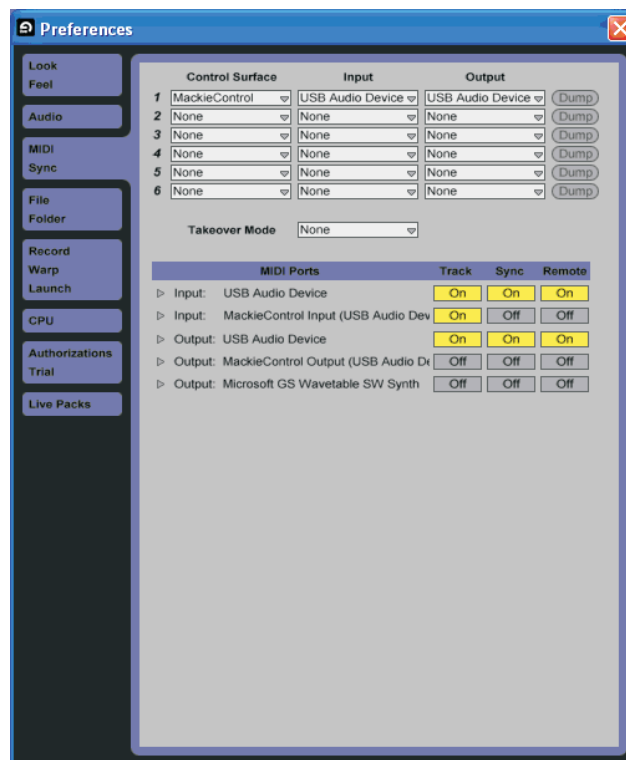 Preferences
Look
Feel
Audio
MIDI
Sync
File
Folder
Record
Warp
Launch
CPU
Authorizations
Trial
Live Packs
Control Surface Input Output
1 MackieControl USB Audio Device USB Audio Device Dump
2 None None None Dump
3 None None None Dump
4 None None None Dump
5 None None None Dump
6 None None None Dump
Takeover Mode None
MIDI Ports Track Sync Remote
Input: USB Audio Device On On On
Input: MackieControl Input (USB Audio Dev On Off Off
Output: USB Audio Device On On On
Output: MackieControl Output (USB Audio De Off Off Off
Output: Microsoft GS Wavetable SW Synth Off Off Off